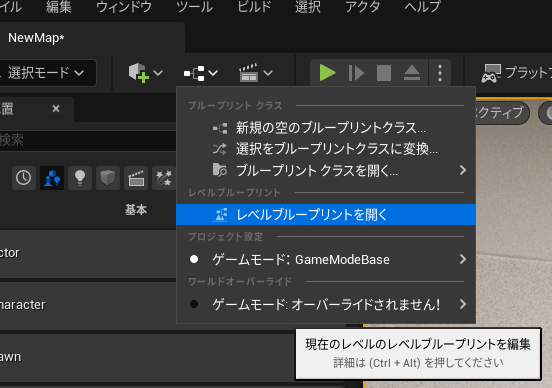 イル 編集 ウィンドウ ツール ビルド 選択 アクタ ヘルプ
NewMap*
選択モード
プラットフ
置 ×
クティブ
検索
ブループリント クラス
新規の空のブループリントクラス...
選択をブループリントクラスに変換...
ブループリント クラスを開く...
レベルブループリント
基本
レベルブループリントを開く
プロジェクト設定
ctor
ゲームモード: GameModeBase
ワールドオーバーライド
haracter
ゲームモード: オーバーライドされません!
awn
現在のレベルのレベルブループリントを編集
詳細は (Ctrl + Alt) を押してください